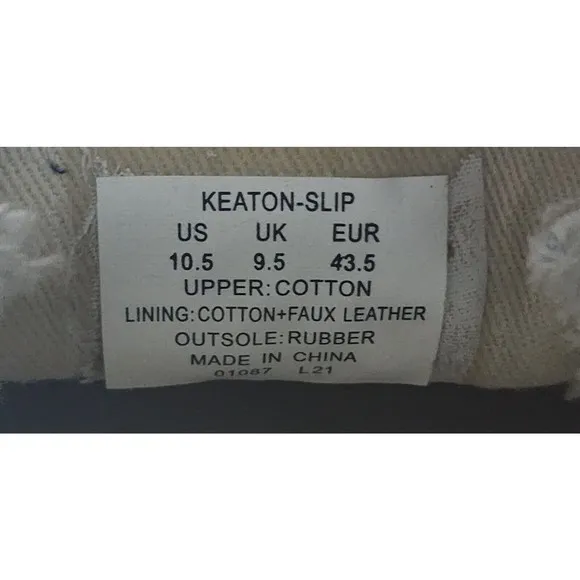 KEATON-SLIP
US UK EUR
10.5 9.5 43.5
UPPER:COTTON
LINING:COTTON+FAUX LEATHER
OUTSOLE:RUBBER
MADE IN CHINA
01087 L21